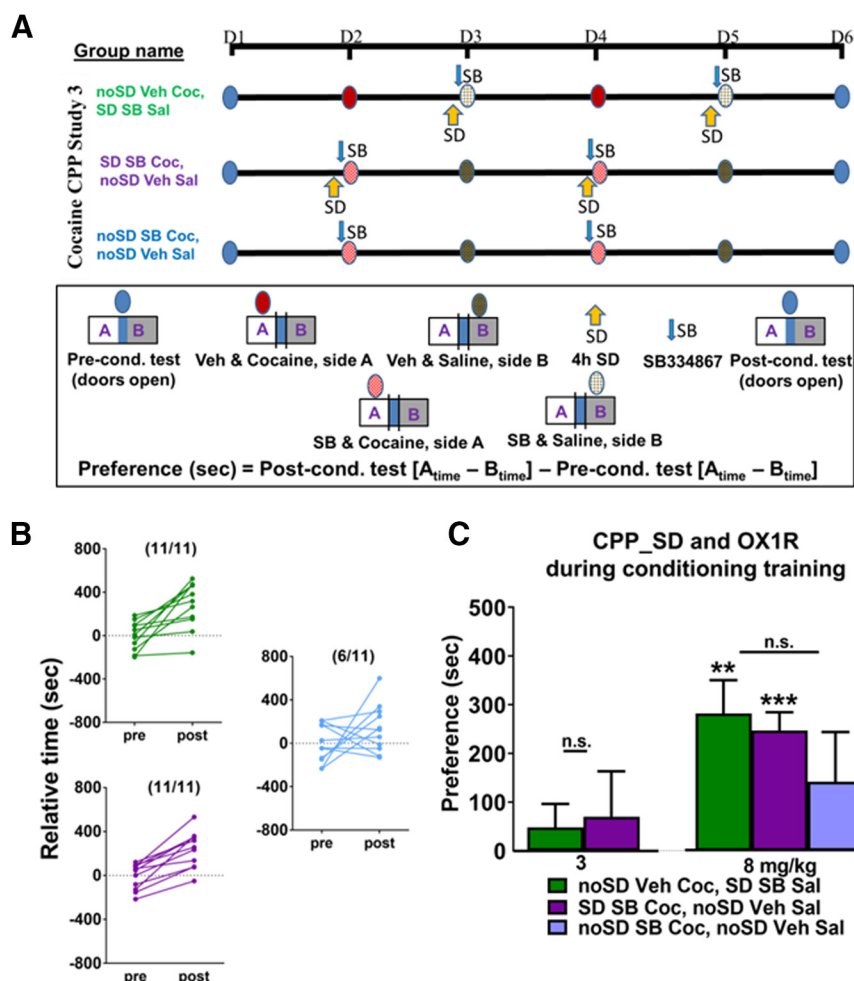 A
Group name
D1 D2 D3 D4 D5 D6
Cocaine CPP Study 3
noSD Veh Coc,
SD SB Sal
SB SB
SD SD
SD SB Coc,
noSD Veh Sal
SB SB
SD SD
noSD SB Coc,
noSD Veh Sal
SB SB
A B
A B
A B
SD
SB
A B
Pre-cond. test
(doors open)
Veh & Cocaine, side A
Veh & Saline, side B
4h SD
SB334867
Post-cond. test
(doors open)
A B
A B
SB & Cocaine, side A
SB & Saline, side B
Preference (sec) = Post-cond. test [Atime – Btime] – Pre-cond. test [Atime – Btime]
B
Relative time (sec)
(11/11)
800
400
0
-400
-800
pre post
(6/11)
800
400
0
-400
-800
pre post
(11/11)
800
400
0
-400
-800
pre post
C
CPP_SD and OX1R
during conditioning training
Preference (sec)
500
400
300
200
100
0
n.s.
**
***
n.s.
3 8 mg/kg
noSD Veh Coc, SD SB Sal
SD SB Coc, noSD Veh Sal
noSD SB Coc, noSD Veh Sal